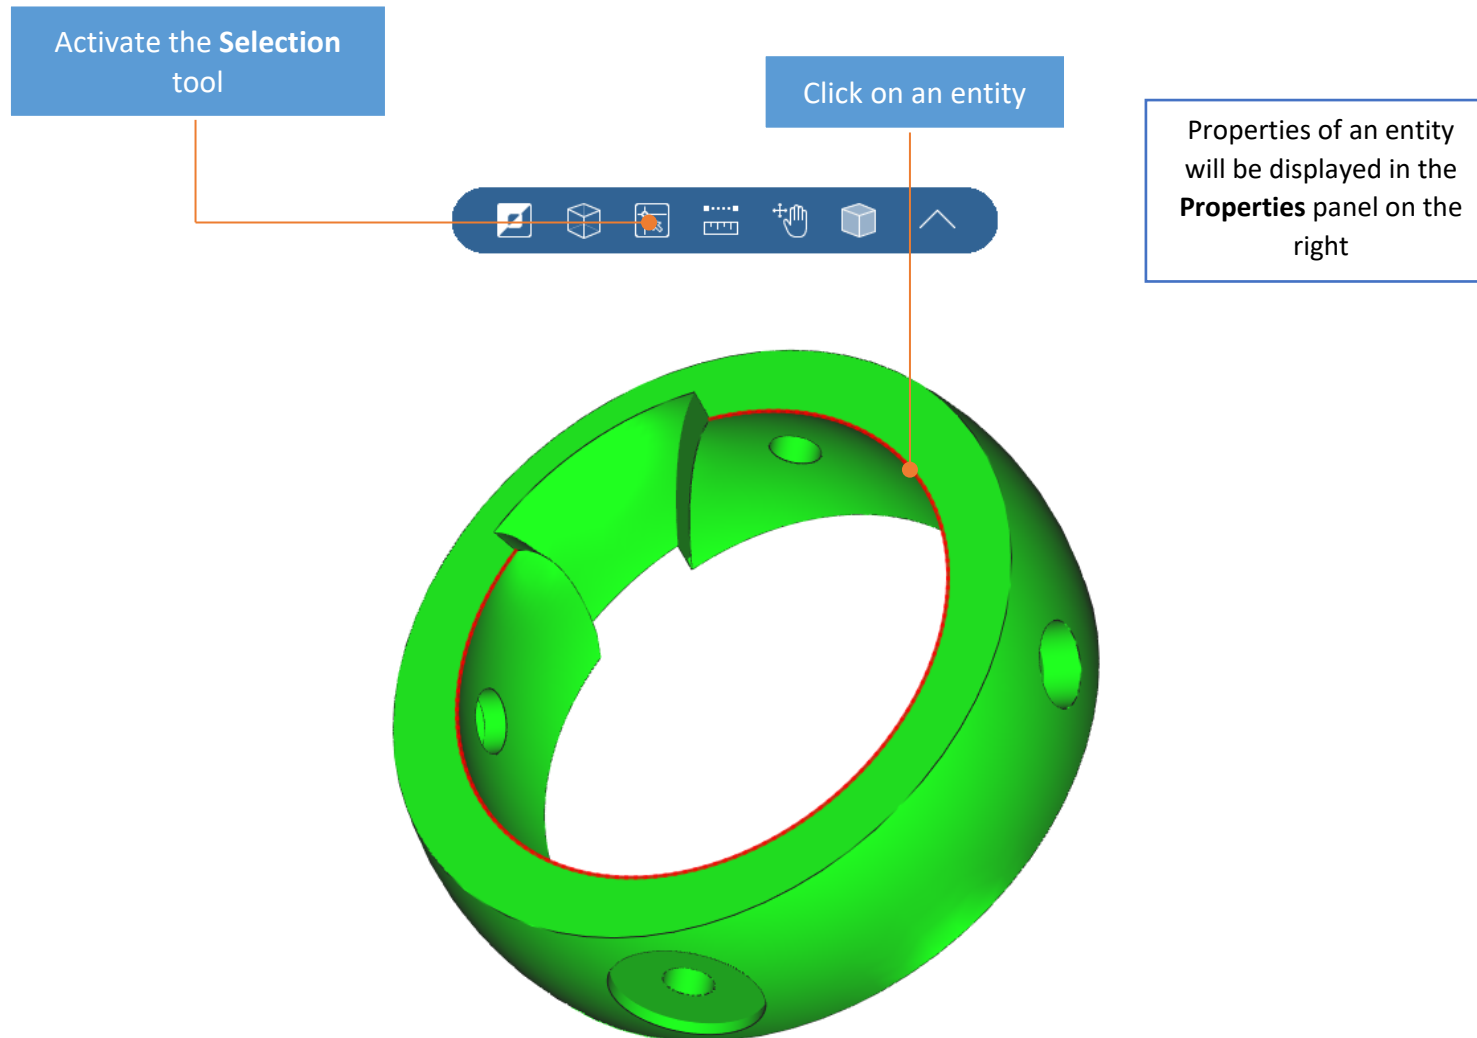 Activate the Selection
tool
Click on an entity
Properties of an entity
will be displayed in the
Properties panel on the
right